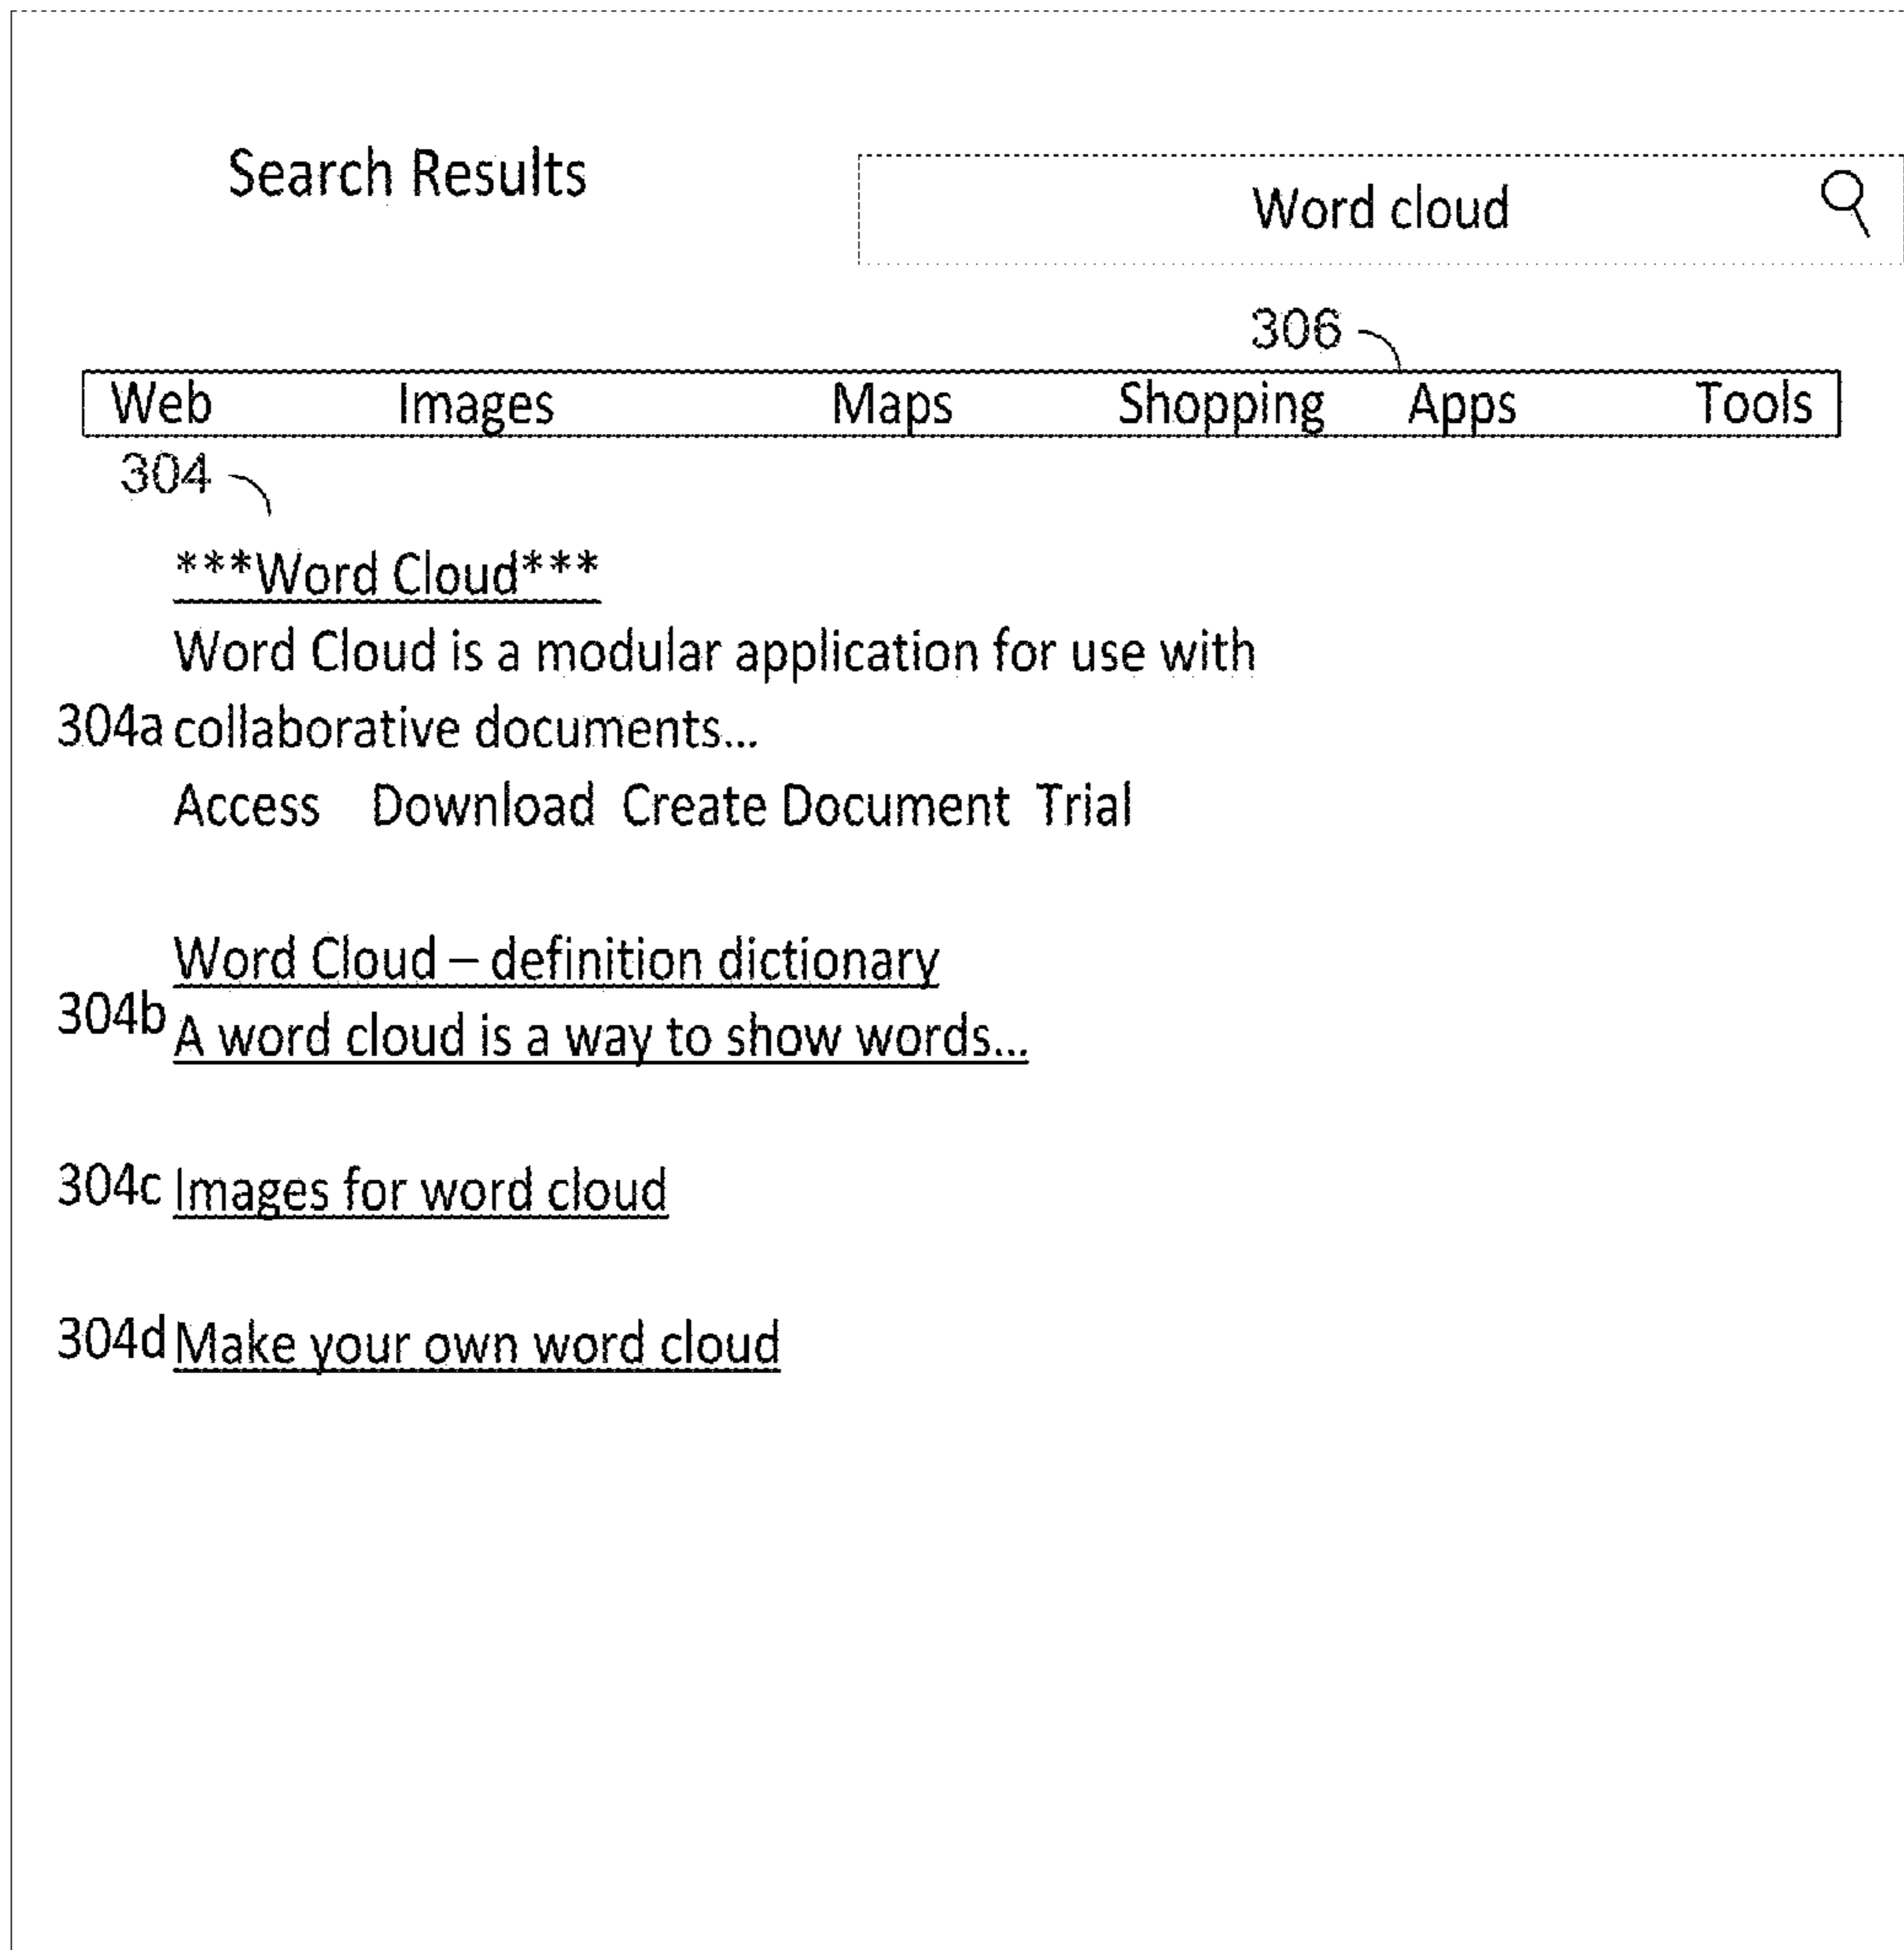 Search Results
Word cloud
306
Web Images Maps Shopping Apps Tools
304
***Word Cloud***
Word Cloud is a modular application for use with
304a collaborative documents...
Access Download Create Document Trial
Word Cloud – definition dictionary
304b
A word cloud is a way to show words...
304c Images for word cloud
304d Make your own word cloud